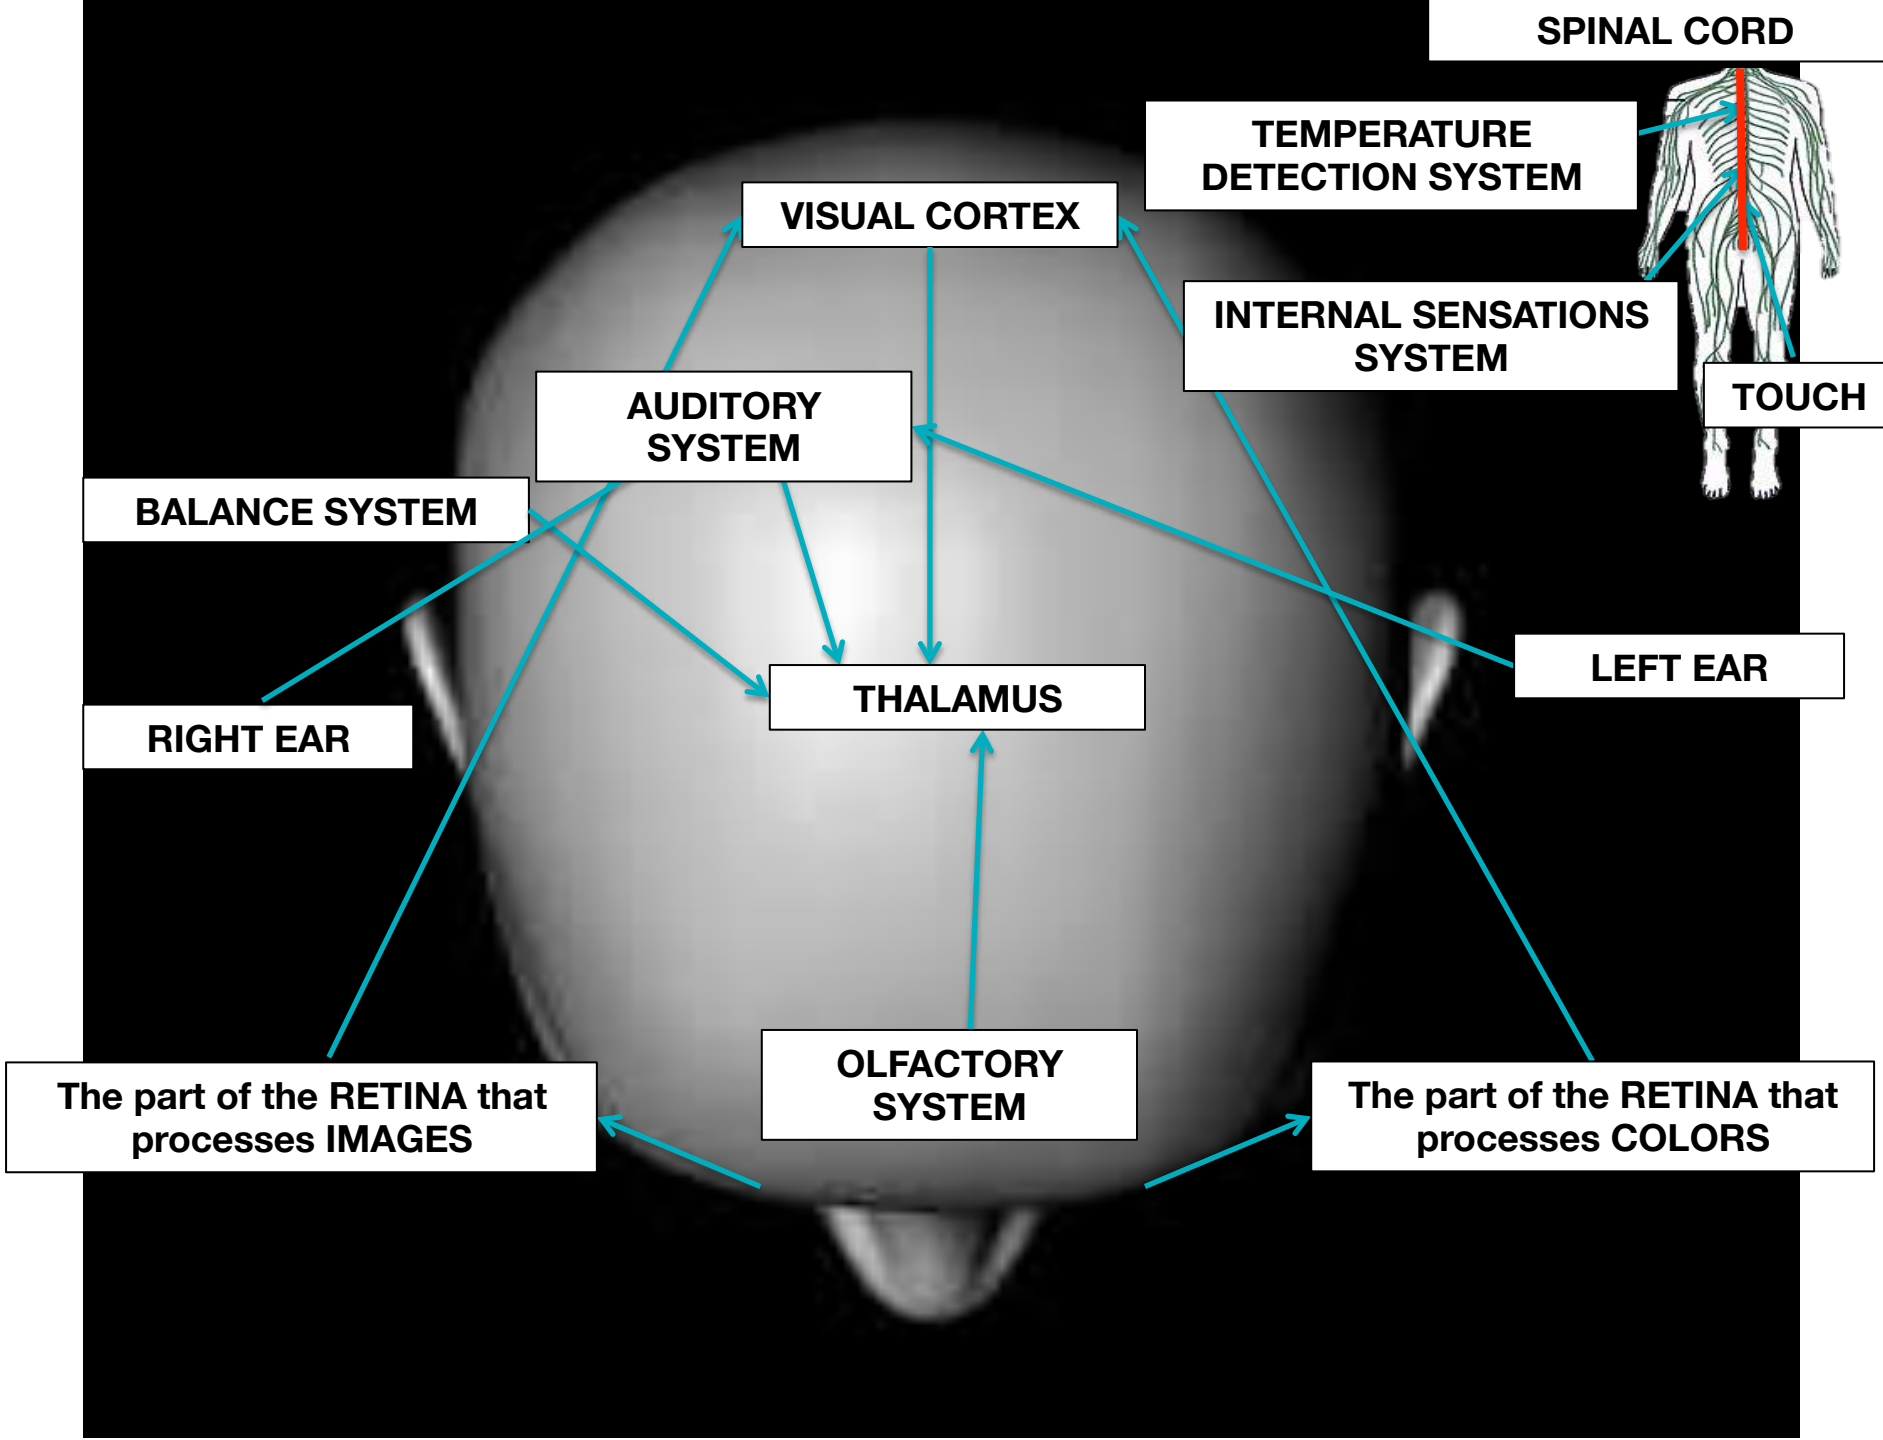 SPINAL CORD
TEMPERATURE
DETECTION SYSTEM
VISUAL CORTEX
INTERNAL SENSATIONS
SYSTEM
TOUCH
AUDITORY
SYSTEM
BALANCE SYSTEM
LEFT EAR
THALAMUS
RIGHT EAR
The part of the RETINA that
processes IMAGES
OLFACTORY
SYSTEM
The part of the RETINA that
processes COLORS